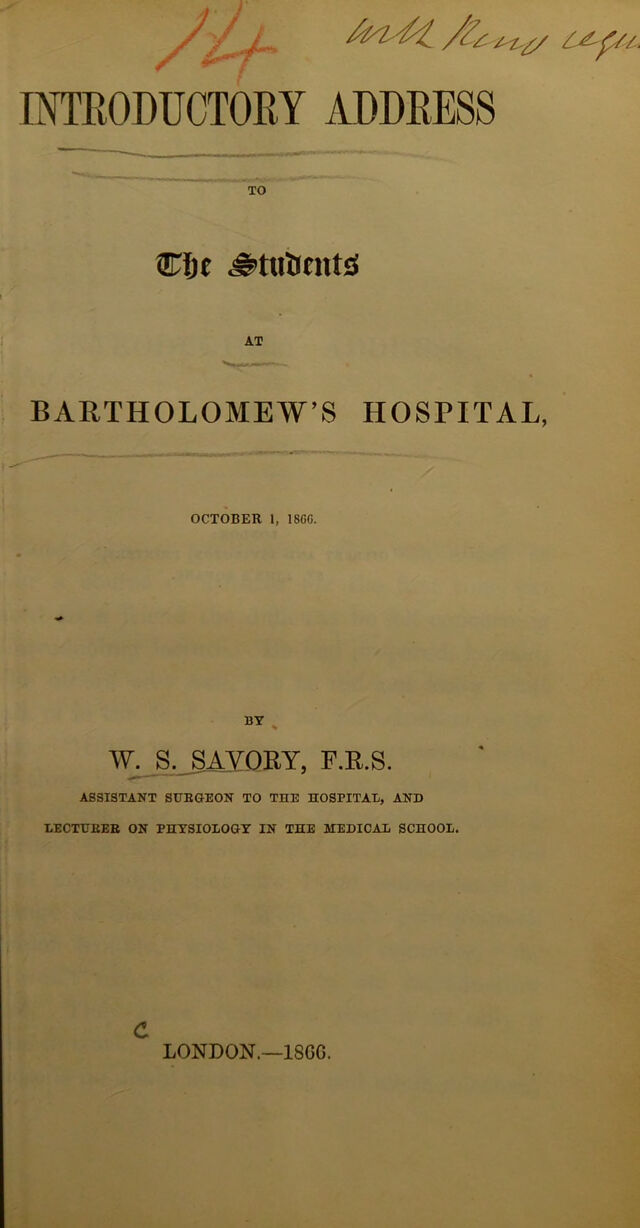 14
INTRODUCTORY ADDRESS
TO
The Students
AT
BARTHOLOMEW'S HOSPITAL,
OCTOBER 1, 1866.
BY
W. S. SAVORY, F.R.S.
ASSISTANT SURGEON TO THE HOSPITAL, AND
LECTURER ON PHYSIOLOGY IN THE MEDICAL SCHOOL.
C
LONDON.—1866.